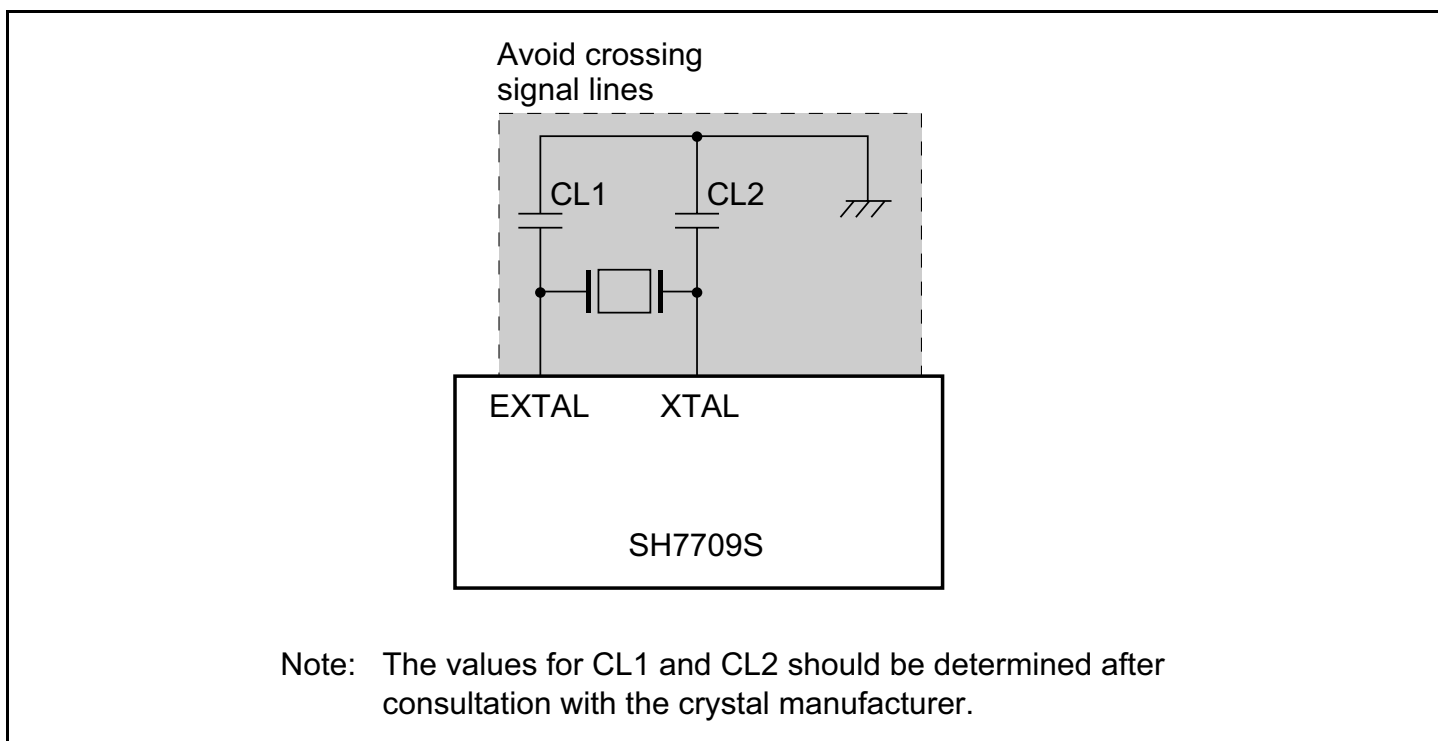 Avoid crossing
signal lines
CL1 CL2
EXTAL XTAL
SH7709S
Note: The values for CL1 and CL2 should be determined after
consultation with the crystal manufacturer.